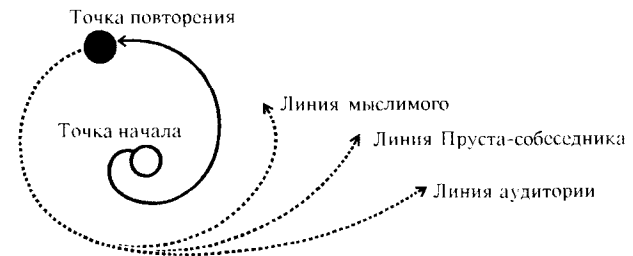 Точка повторения
Линия мыслимого
Точка начала
Линия Пруста-собеседника
Линия аудитории